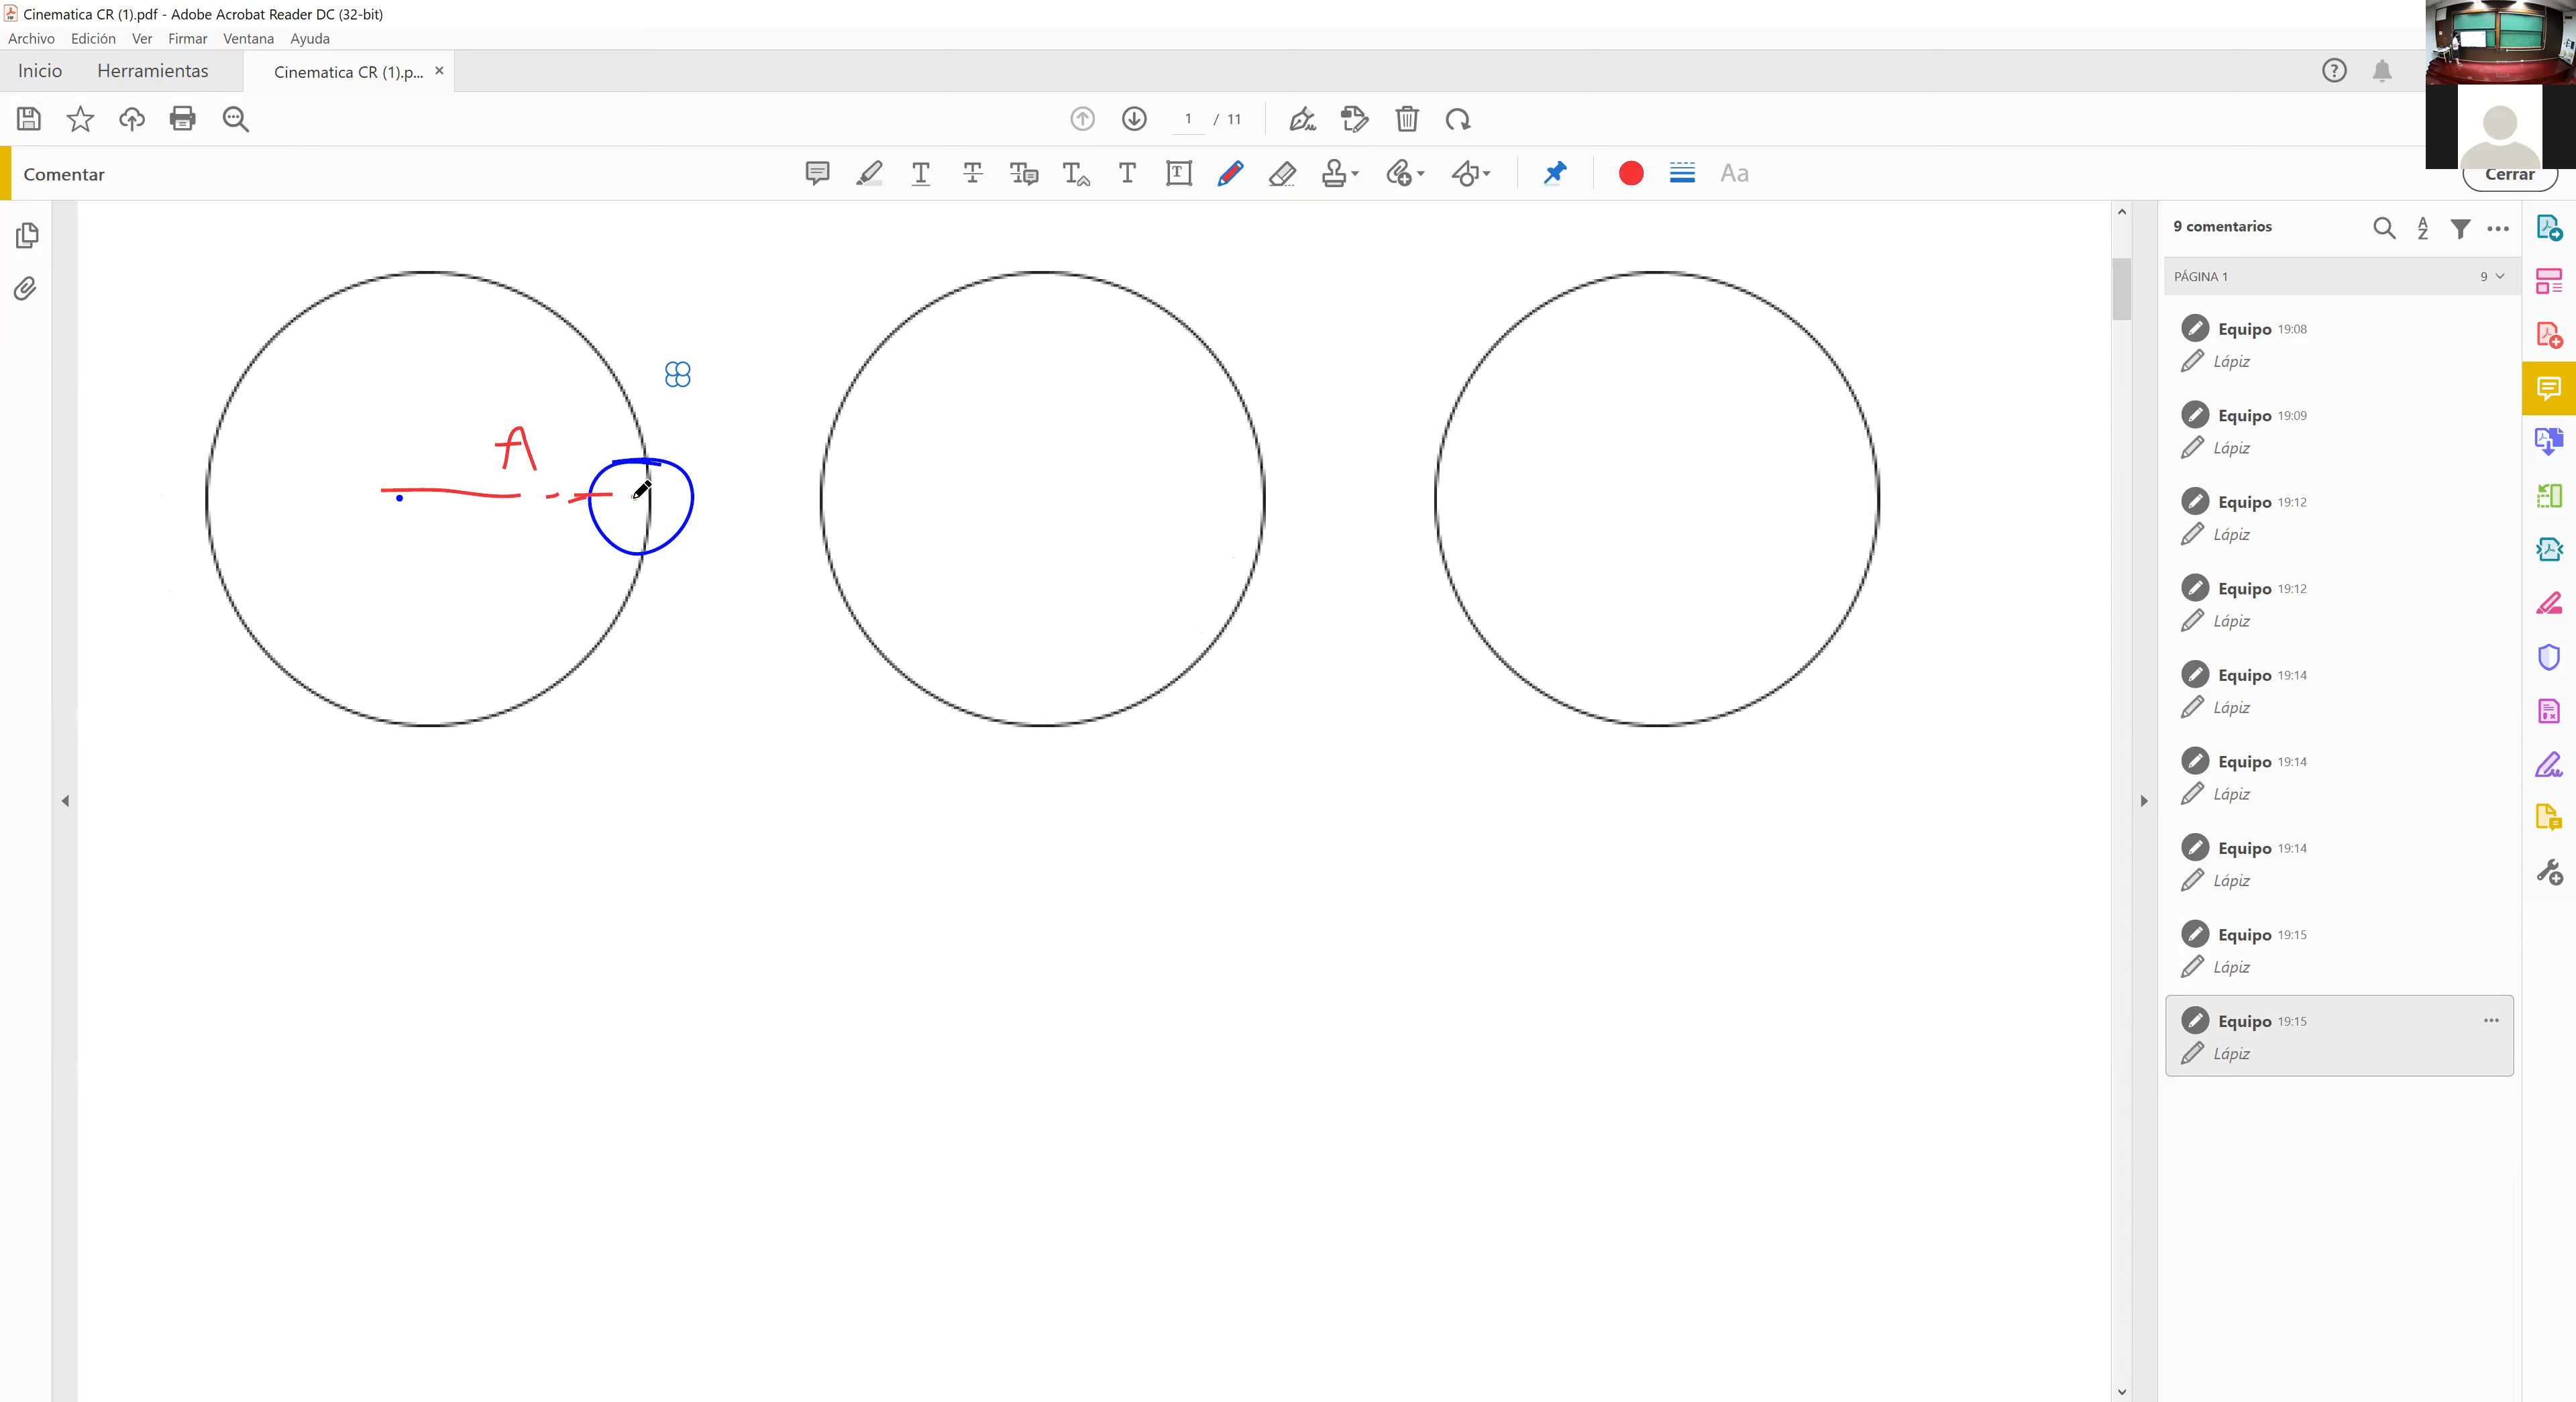 Cinematica CR (1).pdf - Adobe Acrobat Reader DC (32-bit)
Archivo Edición Ver Firmar Ventana Ayuda
Inicio Herramientas Cinematica CR (1).p... ×
1 / 11
Comentar
Aa
Cerrar
9 comentarios
PÁGINA 1 9
Equipo 19:08
Lápiz
Equipo 19:09
Lápiz
Equipo 19:12
Lápiz
Equipo 19:12
Lápiz
Equipo 19:14
Lápiz
Equipo 19:14
Lápiz
Equipo 19:14
Lápiz
Equipo 19:15
Lápiz
Equipo 19:15
Lápiz
A